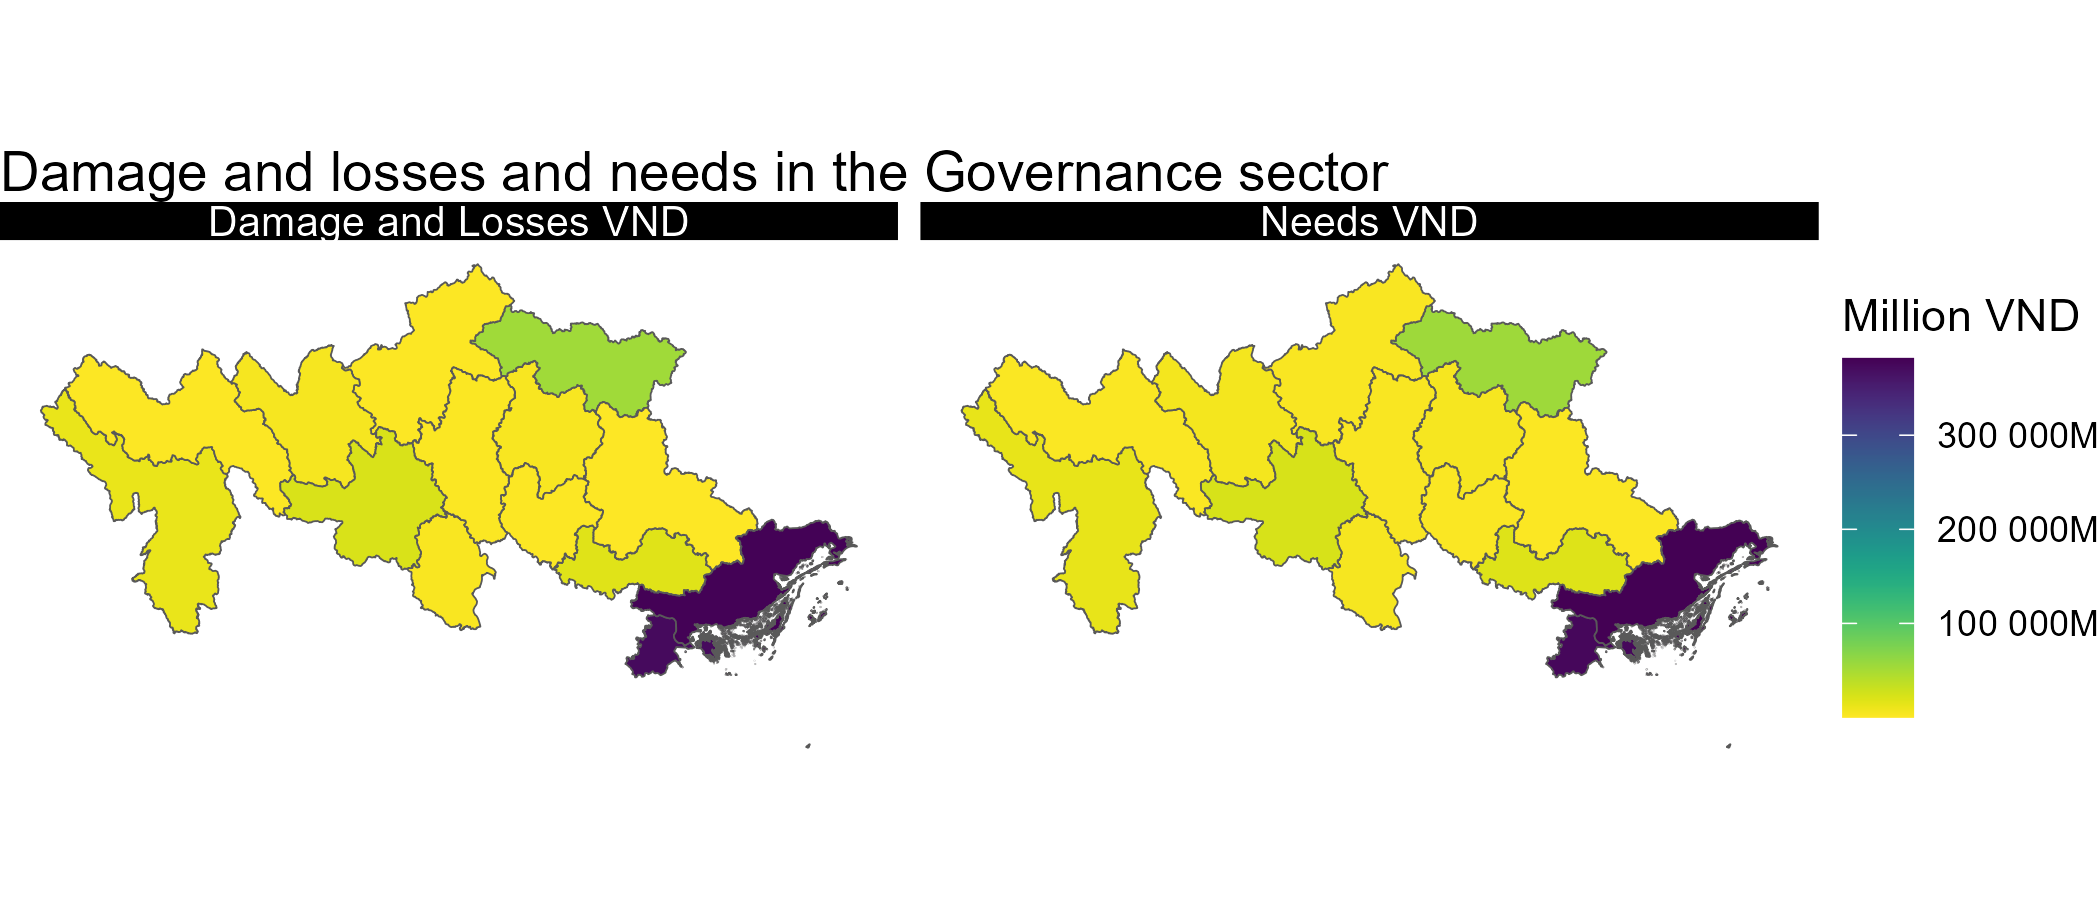 Damage and losses and needs in the Governance sector
Damage and Losses VND
Needs VND
Million VND
300 000M
200 000M
100 000M